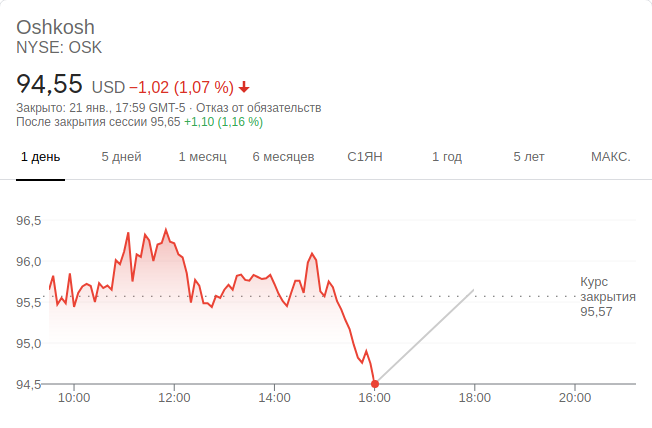 Oshkosh
NYSE: OSK
94,55 USD −1,02 (1,07 %)
Закрыто: 21 янв., 17:59 GMT-5 · Отказ от обязательств
После закрытия сессии 95,65 +1,10 (1,16 %)
1 день 5 дней 1 месяц 6 месяцев С1ЯН 1 год 5 лет МАКС.
96,5
96,0
95,5
95,0
94,5
Курс
закрытия
95,57
10:00 12:00 14:00 16:00 18:00 20:00